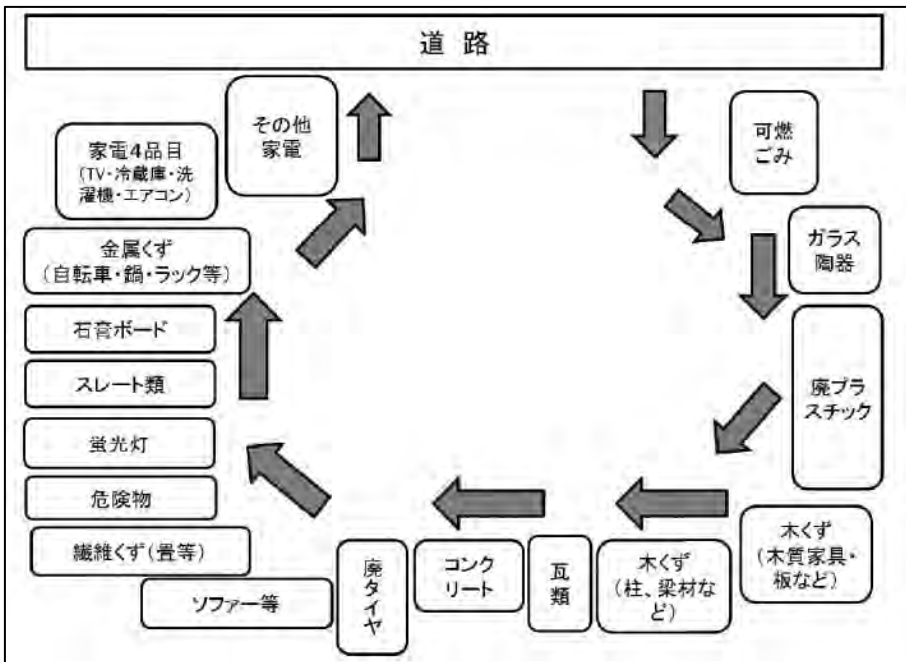 道 路
その他
家電
可燃
ごみ
家電4品目
(TV・冷蔵庫・洗
濯機・エアコン)
ガラス
陶器
金属くず
(自転車・鍋・ラック等)
石膏ボード
廃プラ
スチック
スレート類
蛍光灯
危険物
木くず
(木質家具・
板など)
繊維くず(畳等)
廃タイヤ
コンク
リート
瓦類
木くず
(柱、梁材な
ど)
ソファー等